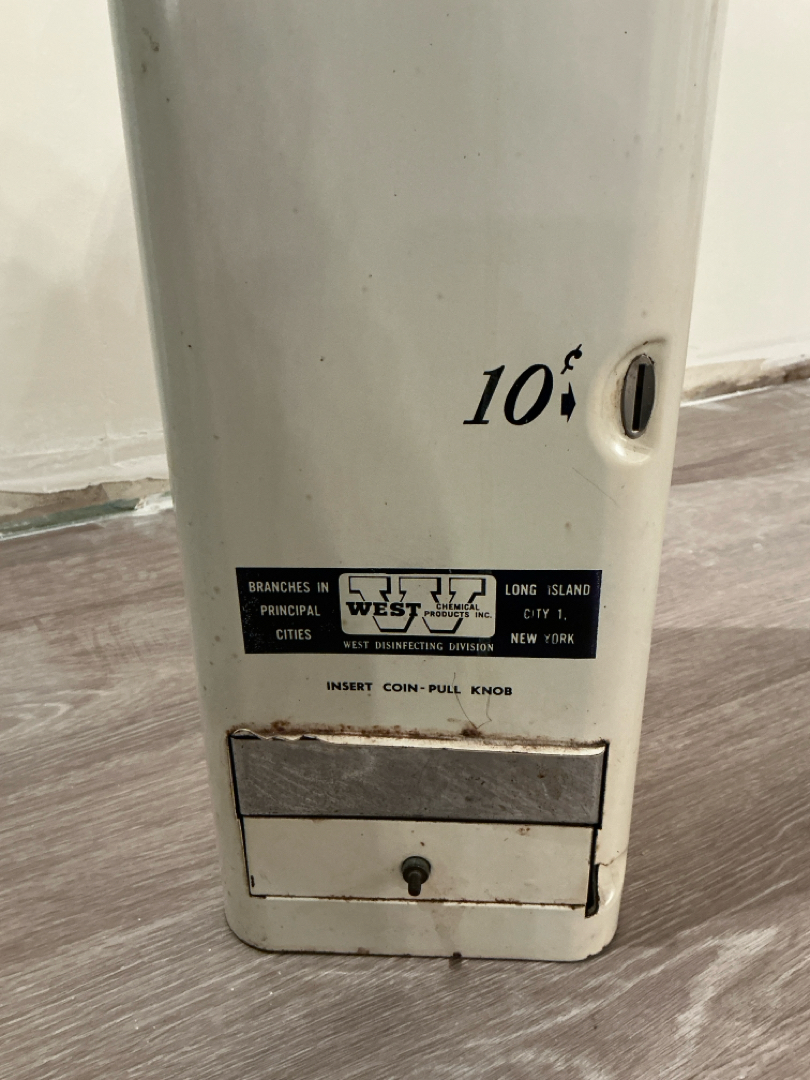 10¢
BRANCHES IN
PRINCIPAL
CITIES
WEST CHEMICAL
PRODUCTS INC.
WEST DISINFECTING DIVISION
LONG ISLAND
CITY 1,
NEW YORK
INSERT COIN-PULL KNOB